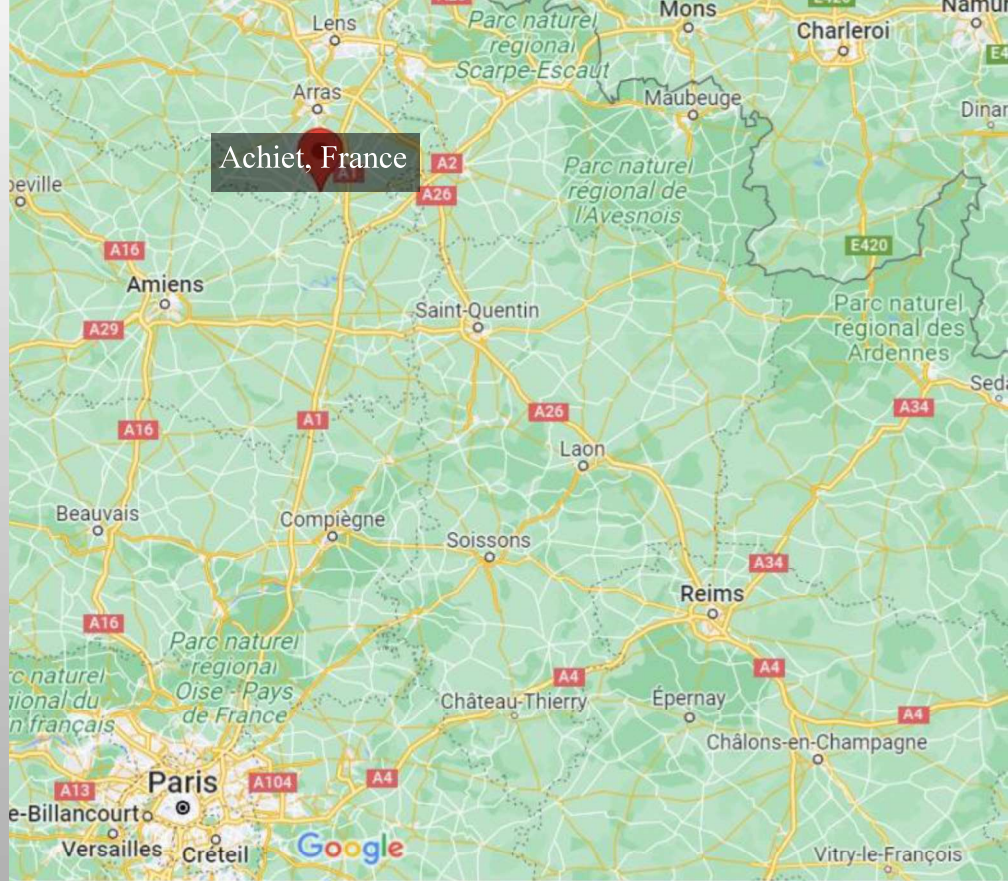 Lens
Parc naturel
régional
Scarpe-Escaut
Mons
Charleroi
Namur
Arras
Maubeuge
Dinar
Achiet, France
A1
A2
A26
Parc naturel
régional de
l'Avesnois
beville
A16
E420
Amiens
A29
Saint-Quentin
Parc naturel
régional des
Ardennes
Seda
A34
A16
A1
A26
Laon
Beauvais
Compiègne
Soissons
A34
A16
Reims
Parc naturel
régional
Oise - Pays
de France
rc naturel
gional du
n français
A4
A4
Château-Thierry
Épernay
A4
Châlons-en-Champagne
A13
Paris
A104
A4
e-Billancourt
Versailles
Créteil
Google
Vitry-le-François